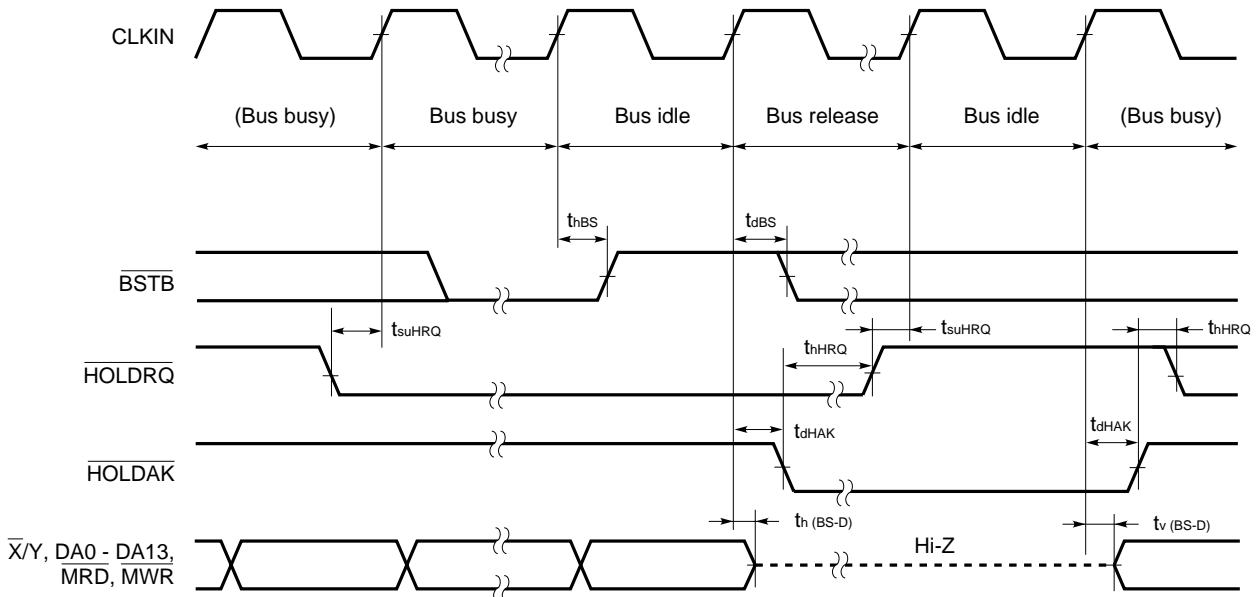 CLKIN
(Bus busy) Bus busy Bus idle Bus release Bus idle (Bus busy)
thBS tdBS
BSTB
tsuHRQ tsuHRQ thHRQ
thHRQ
HOLDRQ
tdHAK tdHAK
HOLDAK
th (BS-D) tv (BS-D)
X/Y, DA0 - DA13,
MRD, MWR
Hi-Z